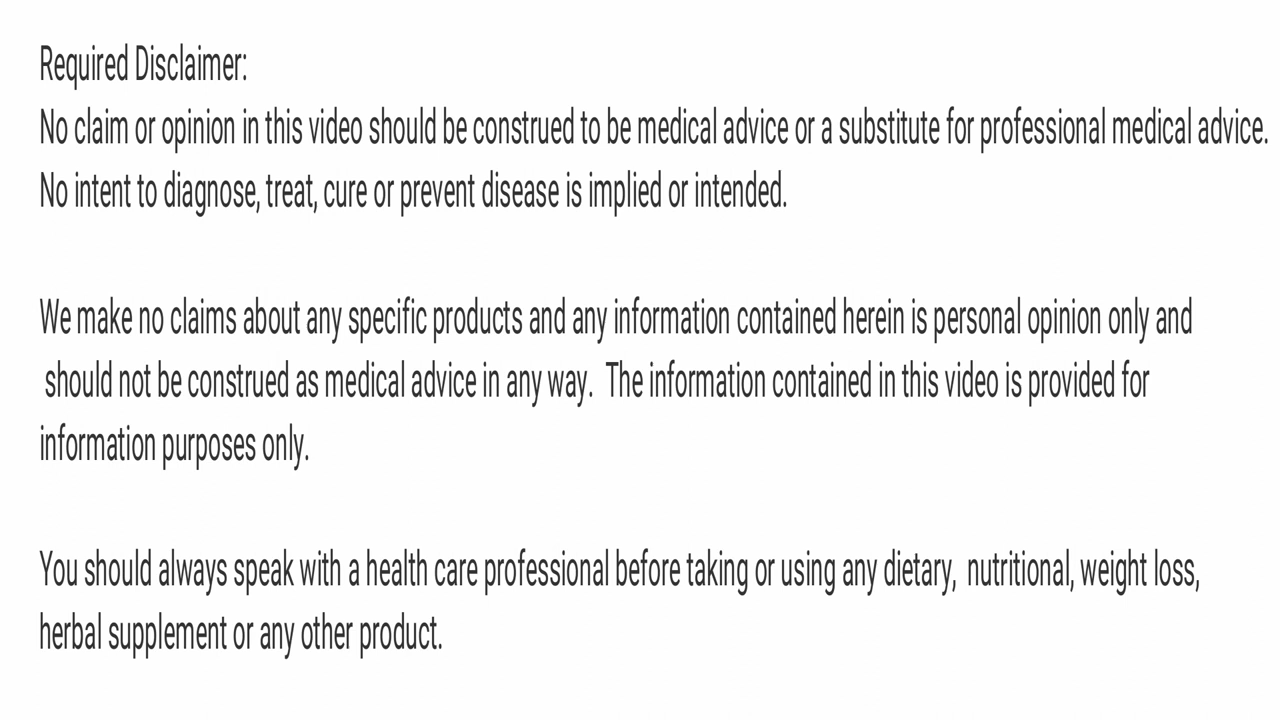 Required Disclaimer:
No claim or opinion in this video should be construed to be medical advice or a substitute for professional medical advice.
No intent to diagnose, treat, cure or prevent disease is implied or intended.
We make no claims about any specific products and any information contained herein is personal opinion only and
should not be construed as medical advice in any way.  The information contained in this video is provided for
information purposes only.
You should always speak with a health care professional before taking or using any dietary,  nutritional, weight loss,
herbal supplement or any other product.